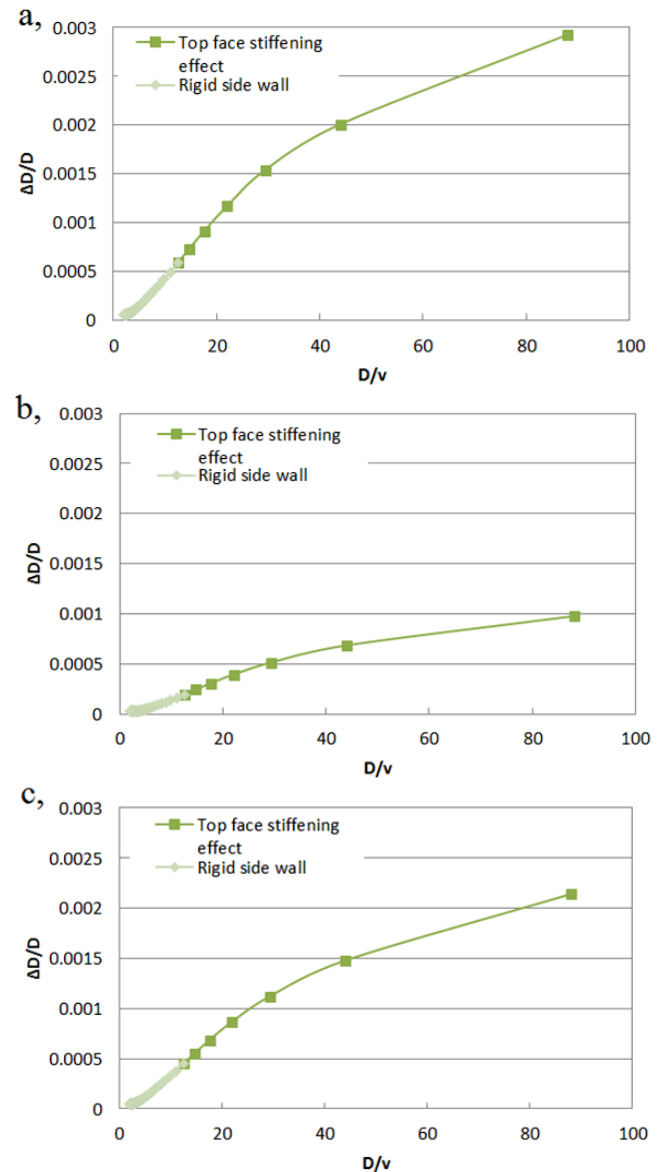 a,
0.003
0.0025
0.002
0.0015
0.001
0.0005
0
ΔD/D
Top face stiffening
effect
Rigid side wall
0 20 40 60 80 100
D/v
b,
0.003
0.0025
0.002
0.0015
0.001
0.0005
0
ΔD/D
Top face stiffening
effect
Rigid side wall
0 20 40 60 80 100
D/v
c,
0.003
0.0025
0.002
0.0015
0.001
0.0005
0
ΔD/D
Top face stiffening
effect
Rigid side wall
0 20 40 60 80 100
D/v